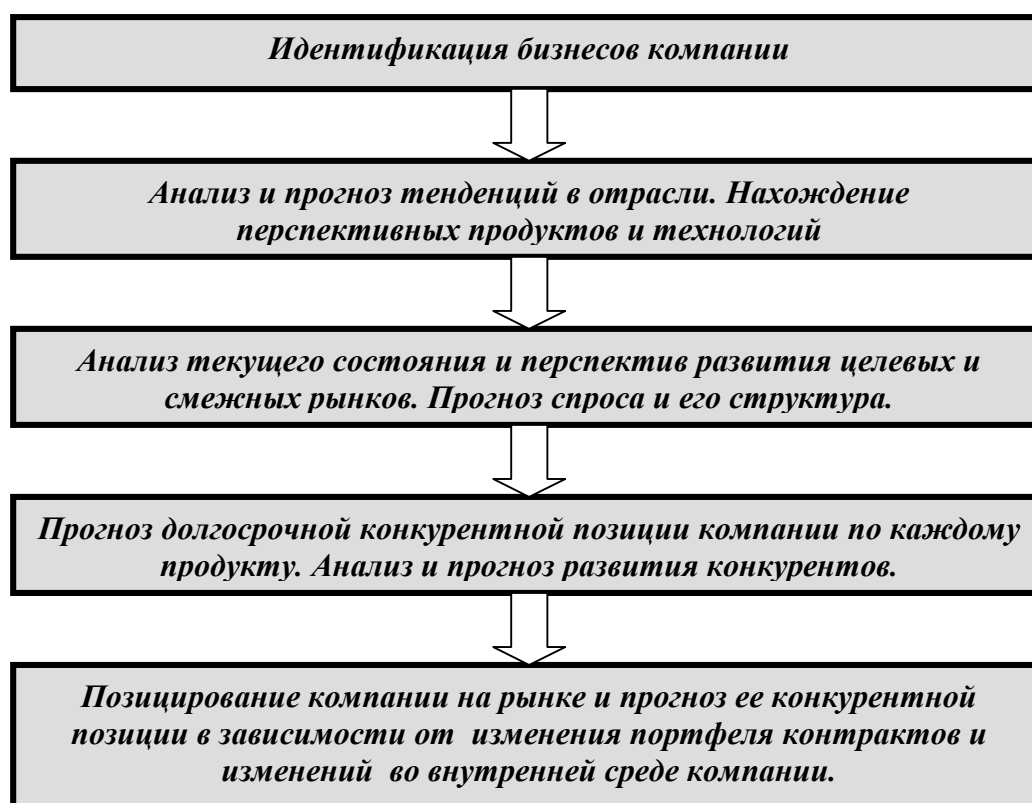 Идентификация бизнесов компании
Анализ и прогноз тенденций в отрасли. Нахождение
перспективных продуктов и технологий
Анализ текущего состояния и перспектив развития целевых и
смежных рынков. Прогноз спроса и его структура.
Прогноз долгосрочной конкурентной позиции компании по каждому
продукту. Анализ и прогноз развития конкурентов.
Позицирование компании на рынке и прогноз ее конкурентной
позиции в зависимости от изменения портфеля контрактов и
изменений во внутренней среде компании.